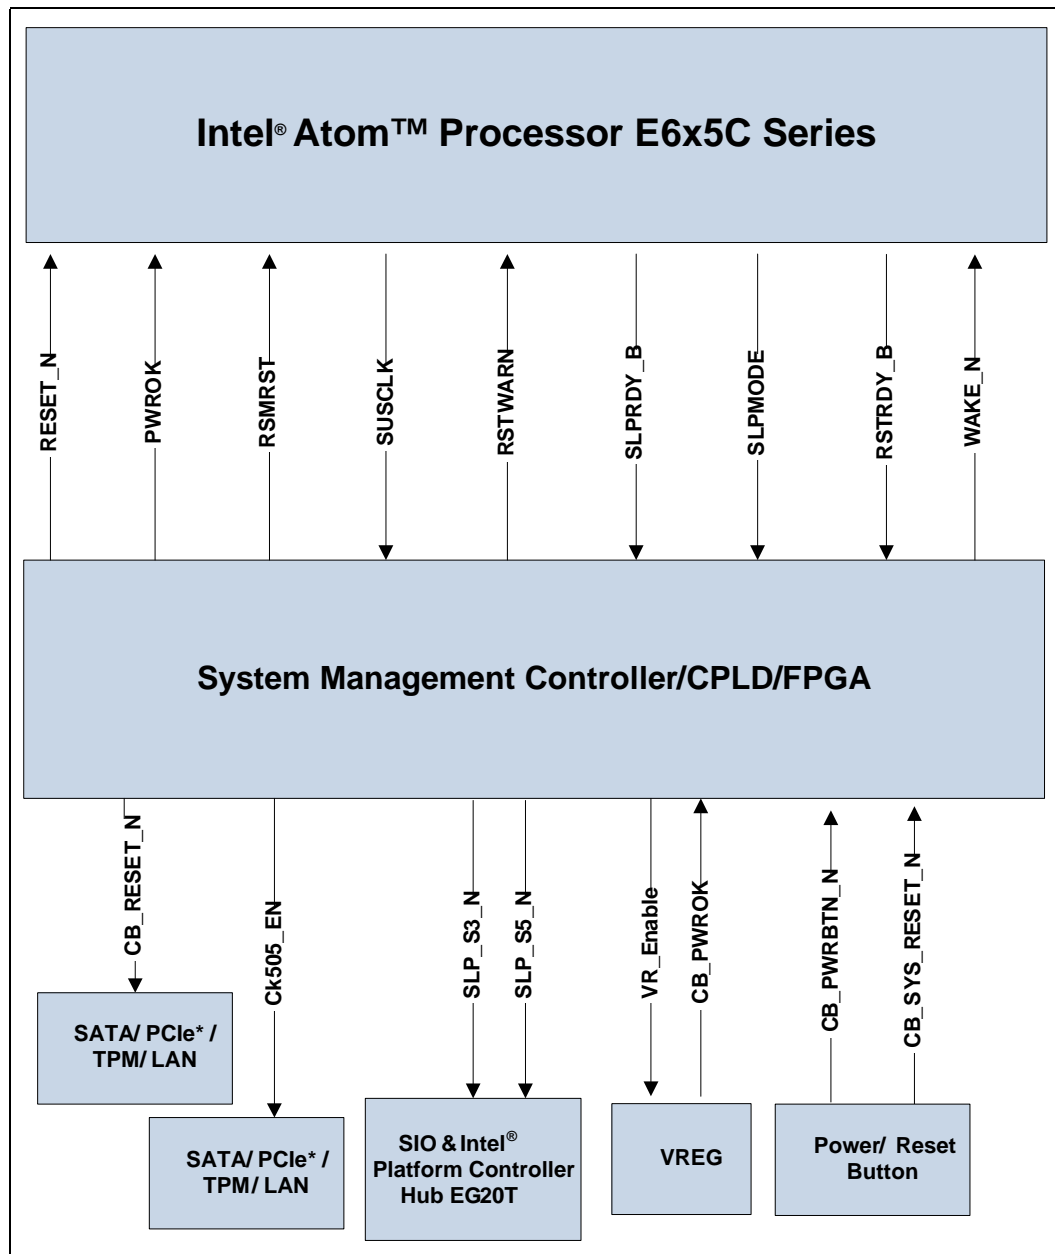 Intel® Atom™ Processor E6x5C Series
RESET_N
PWROK
RSMRST
SUSCLK
RSTWARN
SLPRDY_B
SLPMODE
RSTRDY_B
WAKE_N
System Management Controller/CPLD/FPGA
CB_RESET_N
Ck505_EN
SLP_S3_N
SLP_S5_N
VR_Enable
CB_PWROK
CB_PWRBTN_N
CB_SYS_RESET_N
SATA/ PCIe* /
TPM/ LAN
SATA/ PCIe* /
TPM/ LAN
SIO & Intel®
Platform Controller
Hub EG20T
VREG
Power/ Reset
Button